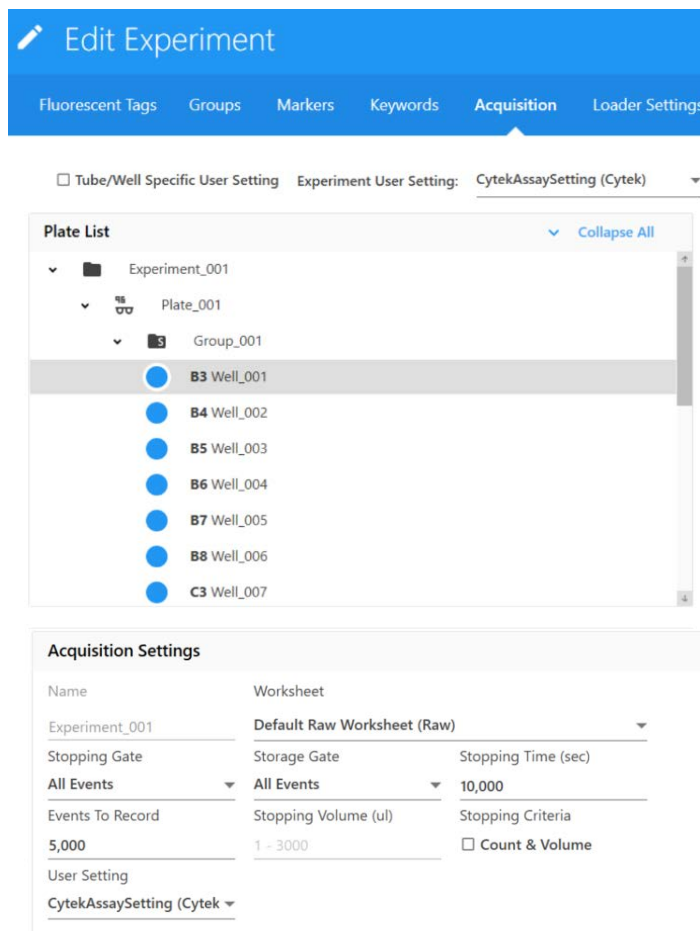 Edit Experiment
Fluorescent Tags Groups Markers Keywords Acquisition Loader Settings
Tube/Well Specific User Setting Experiment User Setting: CytekAssaySetting (Cytek)
Plate List Collapse All
Experiment_001
96 Plate_001
S Group_001
B3 Well_001
B4 Well_002
B5 Well_003
B6 Well_004
B7 Well_005
B8 Well_006
C3 Well_007
Acquisition Settings
Name Worksheet
Experiment_001 Default Raw Worksheet (Raw)
Stopping Gate Storage Gate Stopping Time (sec)
All Events All Events 10,000
Events To Record Stopping Volume (ul) Stopping Criteria
5,000 1 - 3000 Count & Volume
User Setting
CytekAssaySetting (Cytek